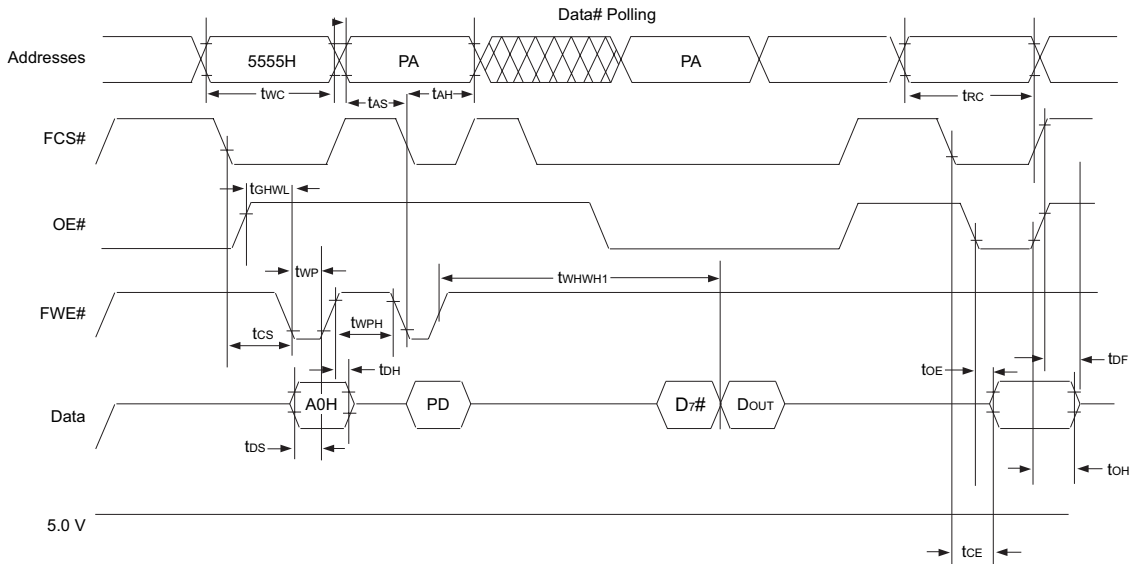 Data# Polling
Addresses
5555H
PA
PA
tWC
tAS
tAH
tRC
FCS#
tGHWL
OE#
tWP
tWHWH1
FWE#
tCS
tWPH
tDH
tOE
tDF
Data
A0H
PD
D7#
DOUT
tDS
tOH
5.0 V
tCE